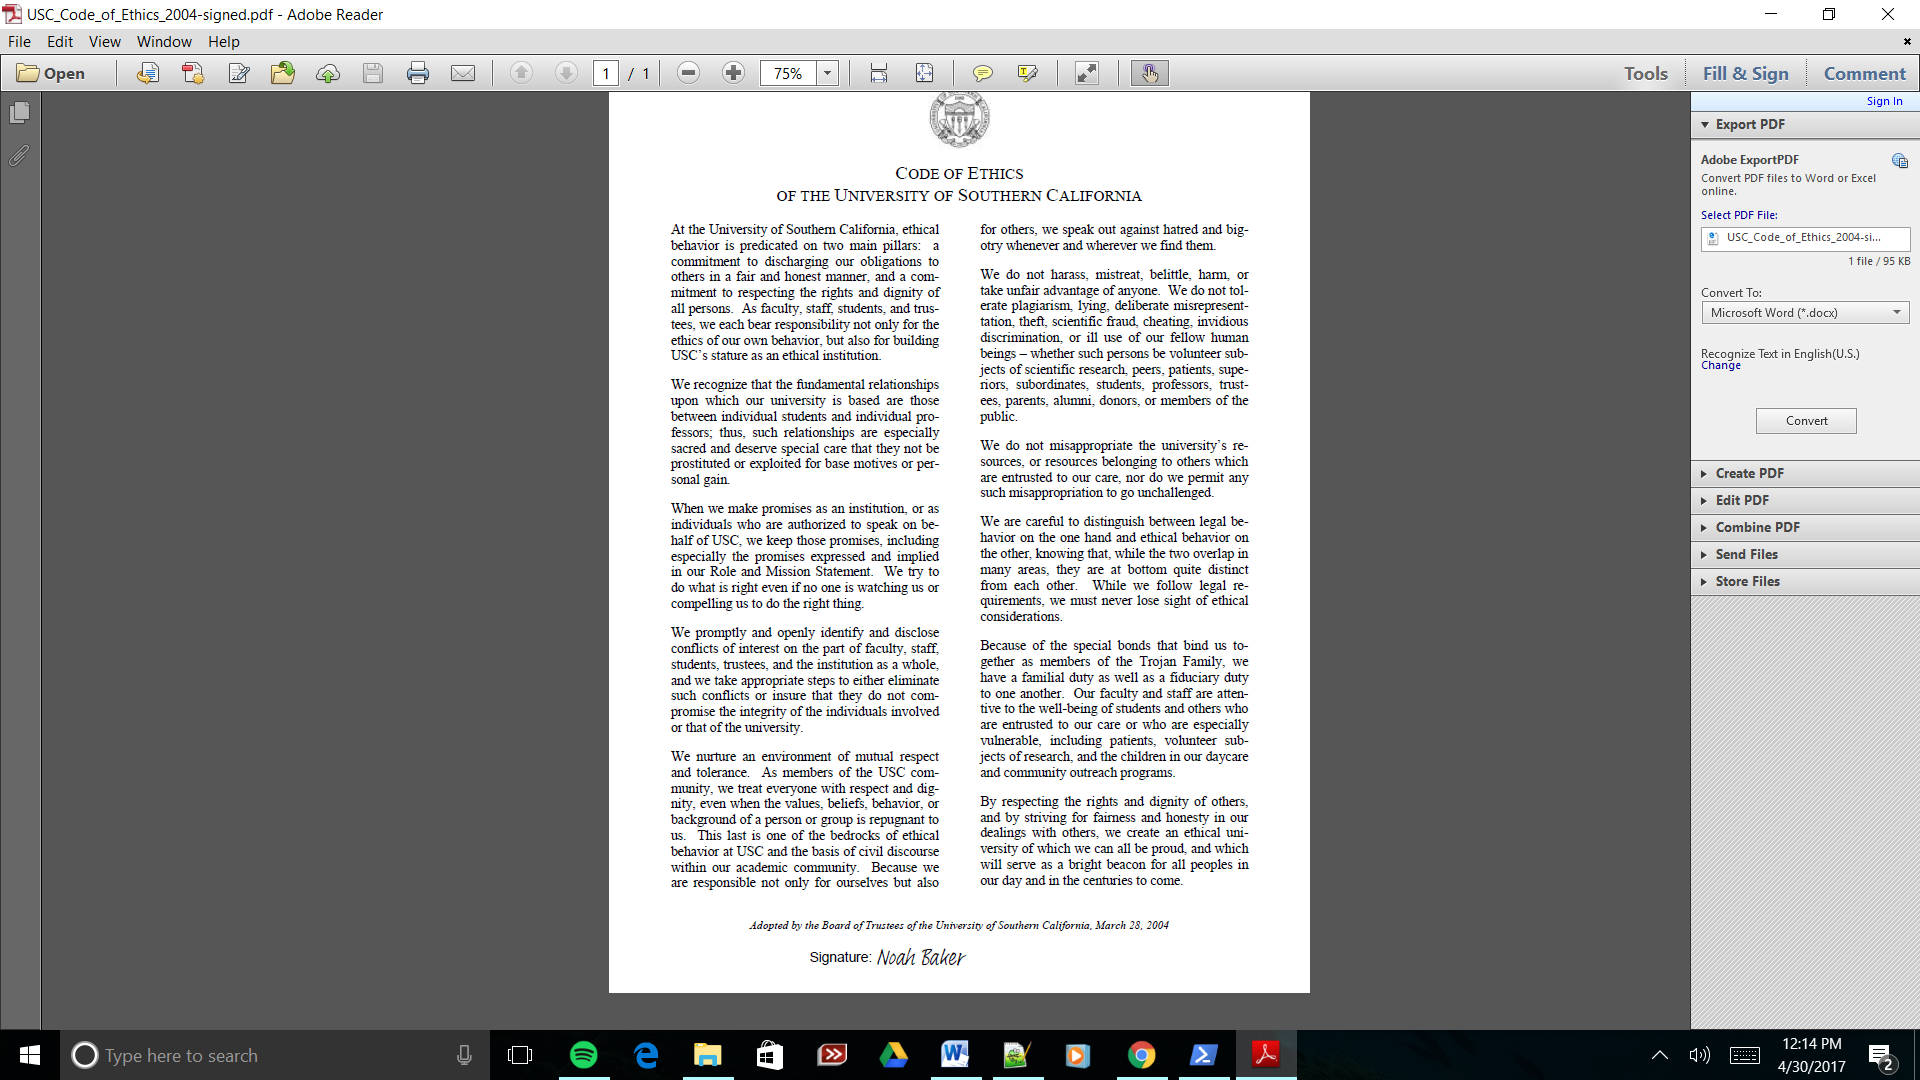 USC_Code_of_Ethics_2004-signed.pdf - Adobe Reader
File Edit View Window Help
Open 1 / 1 75% Tools Fill & Sign Comment
CODE OF ETHICS
OF THE UNIVERSITY OF SOUTHERN CALIFORNIA
At the University of Southern California, ethical
behavior is predicated on two main pillars: a
commitment to discharging our obligations to
others in a fair and honest manner, and a com-
mitment to respecting the rights and dignity of
all persons. As faculty, staff, students, and trus-
tees, we each bear responsibility not only for the
ethics of our own behavior, but also for building
USC's stature as an ethical institution.
We recognize that the fundamental relationships
upon which our university is based are those
between individual students and individual pro-
fessors; thus, such relationships are especially
sacred and deserve special care that they not be
prostituted or exploited for base motives or per-
sonal gain.
When we make promises as an institution, or as
individuals who are authorized to speak on be-
half of USC, we keep those promises, including
especially the promises expressed and implied
in our Role and Mission Statement. We try to
do what is right even if no one is watching us or
compelling us to do the right thing.
We promptly and openly identify and disclose
conflicts of interest on the part of faculty, staff,
students, trustees, and the institution as a whole,
and we take appropriate steps to either eliminate
such conflicts or insure that they do not com-
promise the integrity of the individuals involved
or that of the university.
We nurture an environment of mutual respect
and tolerance. As members of the USC com-
munity, we treat everyone with respect and dig-
nity, even when the values, beliefs, behavior, or
background of a person or group is repugnant to
us. This last is one of the bedrocks of ethical
behavior at USC and the basis of civil discourse
within our academic community. Because we
are responsible not only for ourselves but also
for others, we speak out against hatred and big-
otry whenever and wherever we find them.
We do not harass, mistreat, belittle, harm, or
take unfair advantage of anyone. We do not tol-
erate plagiarism, lying, deliberate misrepresent-
tation, theft, scientific fraud, cheating, invidious
discrimination, or ill use of our fellow human
beings – whether such persons be volunteer sub-
jects of scientific research, peers, patients, supe-
riors, subordinates, students, professors, trust-
ees, parents, alumni, donors, or members of the
public.
We do not misappropriate the university's re-
sources, or resources belonging to others which
are entrusted to our care, nor do we permit any
such misappropriation to go unchallenged.
We are careful to distinguish between legal be-
havior on the one hand and ethical behavior on
the other, knowing that, while the two overlap in
many areas, they are at bottom quite distinct
from each other. While we follow legal re-
quirements, we must never lose sight of ethical
considerations.
Because of the special bonds that bind us to-
gether as members of the Trojan Family, we
have a familial duty as well as a fiduciary duty
to one another. Our faculty and staff are atten-
tive to the well-being of students and others who
are entrusted to our care or who are especially
vulnerable, including patients, volunteer sub-
jects of research, and the children in our daycare
and community outreach programs.
By respecting the rights and dignity of others,
and by striving for fairness and honesty in our
dealings with others, we create an ethical uni-
versity of which we can all be proud, and which
will serve as a bright beacon for all peoples in
our day and in the centuries to come.
Adopted by the Board of Trustees of the University of Southern California, March 28, 2004
Signature: Noah Baker
Sign In
Export PDF
Adobe ExportPDF
Convert PDF files to Word or Excel
online.
Select PDF File:
USC_Code_of_Ethics_2004-si...
1 file / 95 KB
Convert To:
Microsoft Word (*.docx)
Recognize Text in English(U.S.)
Change
Convert
Create PDF
Edit PDF
Combine PDF
Send Files
Store Files
Type here to search
12:14 PM
4/30/2017
2